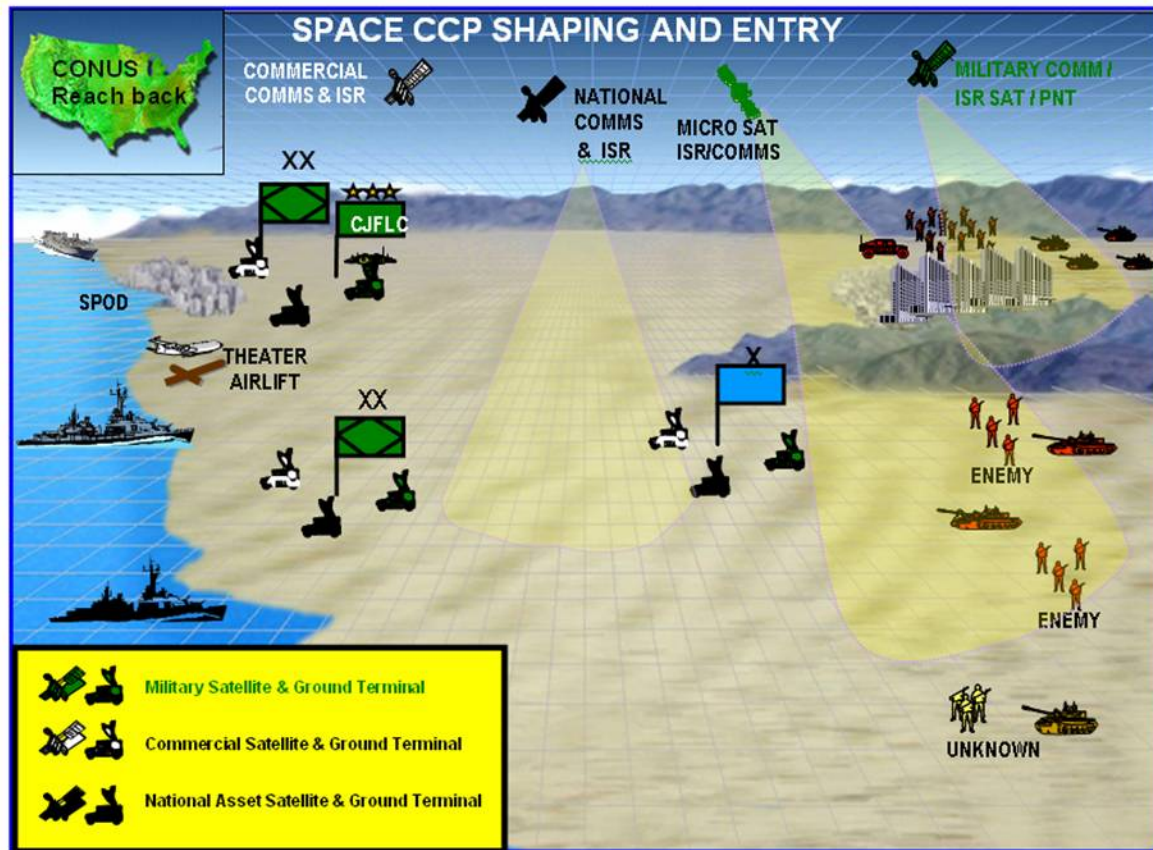 SPACE CCP SHAPING AND ENTRY
CONUS
Reach back
COMMERCIAL
COMMS & ISR
NATIONAL
COMMS
& ISR
MICRO SAT
ISR/COMMS
MILITARY COMM /
ISR SAT / PNT
XX
CJFLC
SPOD
THEATER
AIRLIFT
XX
X
ENEMY
ENEMY
UNKNOWN
Military Satellite & Ground Terminal
Commercial Satellite & Ground Terminal
National Asset Satellite & Ground Terminal